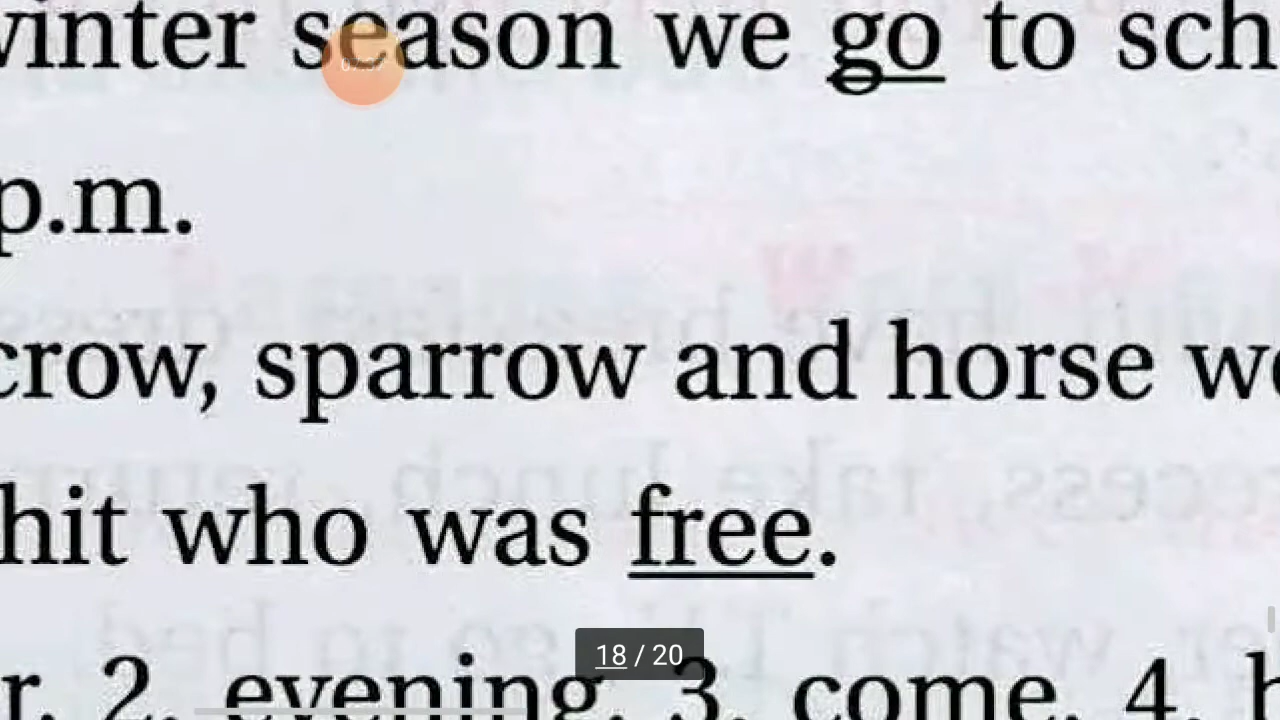 winter season we go to sch
p.m.
crow, sparrow and horse we
hit who was free.
18 / 20
r. 2. evening. 3. come. 4. b